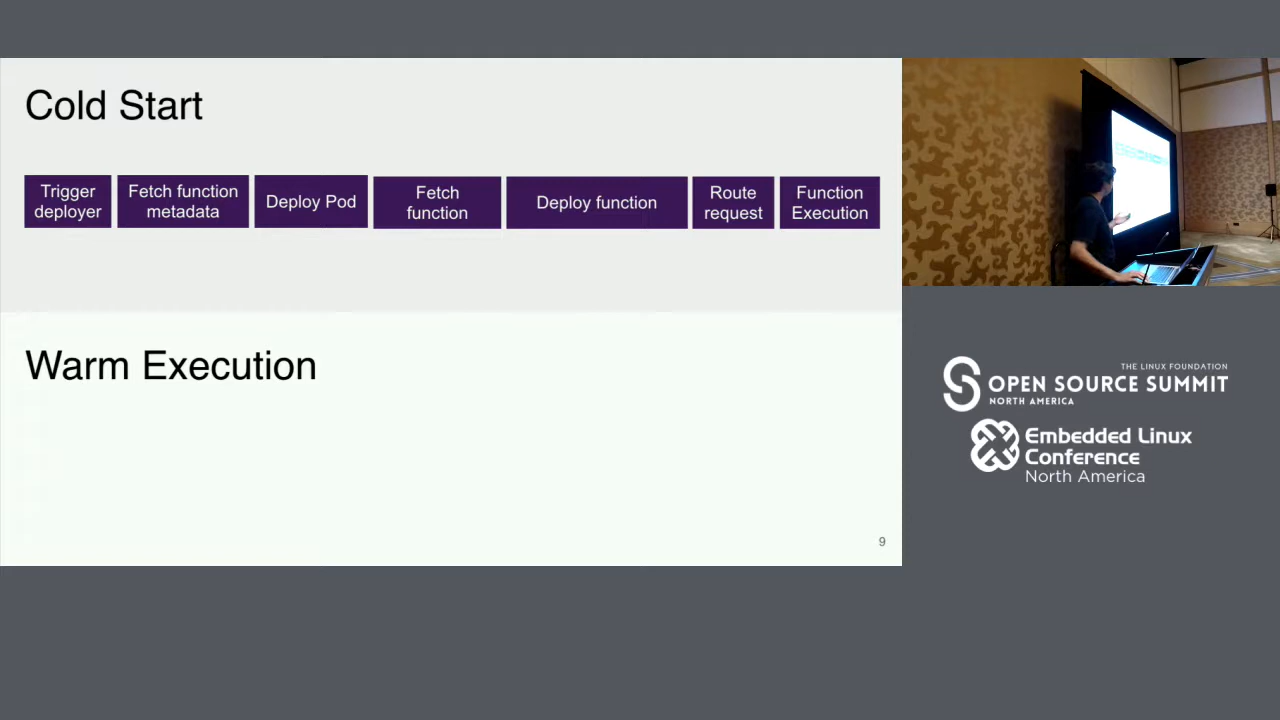 Cold Start
Trigger
deployer
Fetch function
metadata
Deploy Pod
Fetch
function
Deploy function
Route
request
Function
Execution
Warm Execution
9
THE LINUX FOUNDATION
OPEN SOURCE SUMMIT
NORTH AMERICA
Embedded Linux
Conference
North America